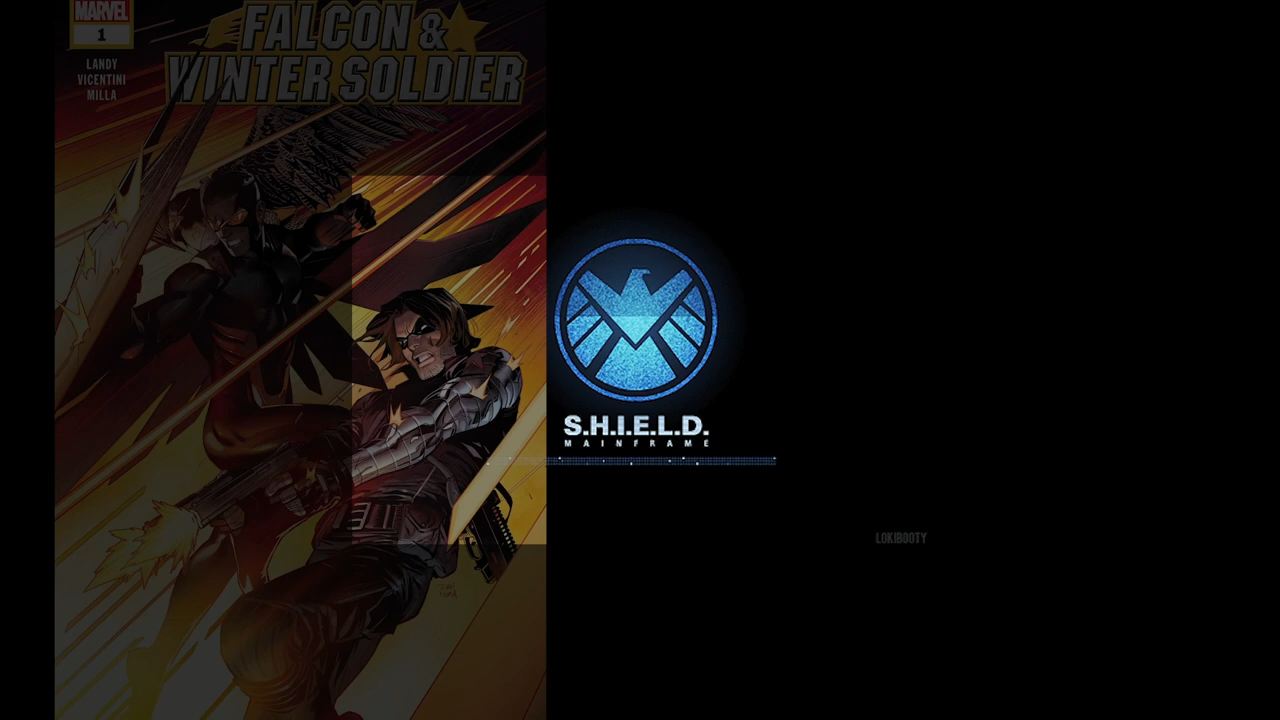 MARVEL
1
LANDY
VICENTINI
MILLA
FALCON &
WINTER SOLDIER
S.H.I.E.L.D.
MAINFRAME
LOKIBOOTY